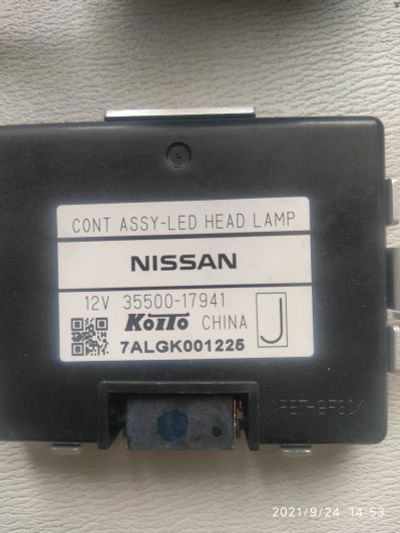 CONT ASSY-LED HEAD LAMP
NISSAN
12V 35500-17941
KOITO CHINA J
7ALGK001225
2021/9/24 14:53